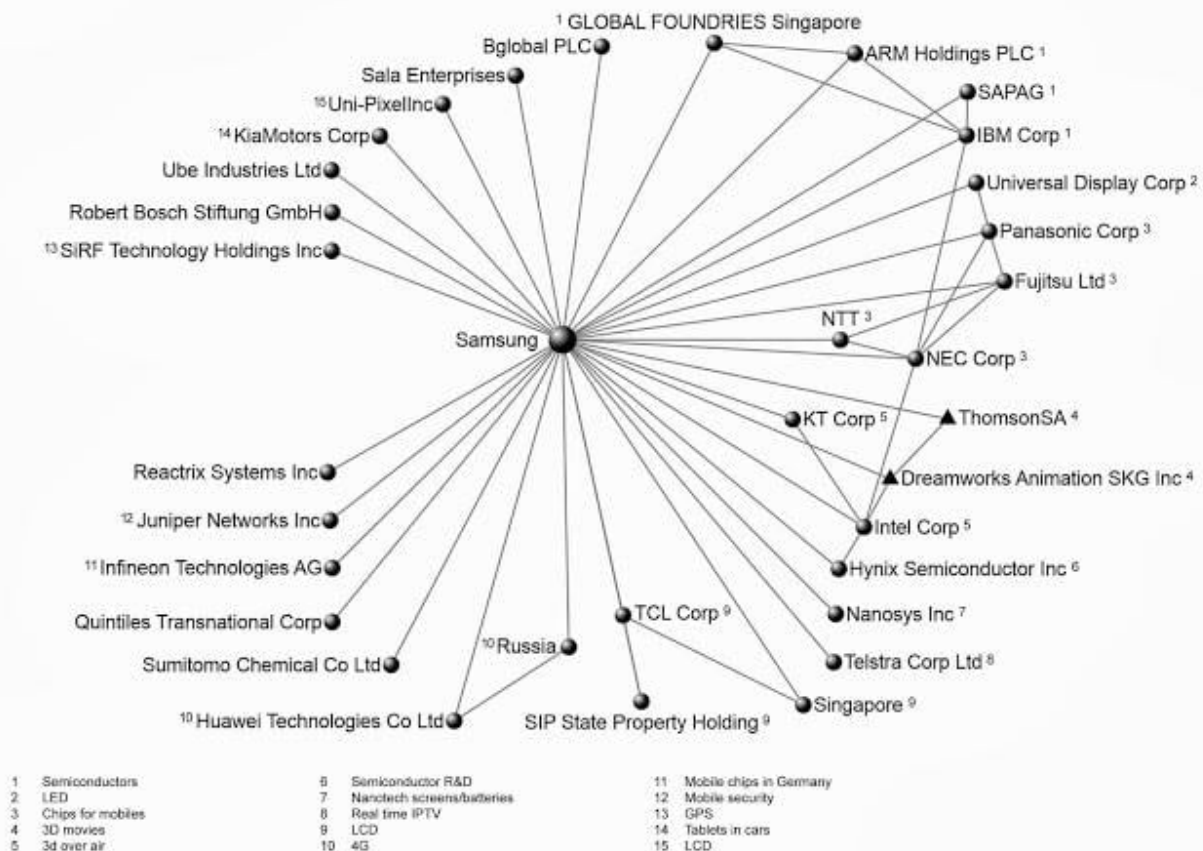 1 GLOBAL FOUNDRIES Singapore
Bglobal PLC
ARM Holdings PLC 1
Sala Enterprises
SAPAG 1
15 Uni-PixelInc
14 KiaMotors Corp
IBM Corp 1
Ube Industries Ltd
Universal Display Corp 2
Robert Bosch Stiftung GmbH
Panasonic Corp 3
13 SiRF Technology Holdings Inc
Fujitsu Ltd 3
NTT 3
Samsung
NEC Corp 3
KT Corp 5
ThomsonSA 4
Reactrix Systems Inc
Dreamworks Animation SKG Inc 4
12 Juniper Networks Inc
Intel Corp 5
11 Infineon Technologies AG
Hynix Semiconductor Inc 6
Quintiles Transnational Corp
TCL Corp 9
Nanosys Inc 7
10 Russia
Sumitomo Chemical Co Ltd
Telstra Corp Ltd 8
10 Huawei Technologies Co Ltd
SIP State Property Holding 9
Singapore 9
1 Semiconductors
2 LED
3 Chips for mobiles
4 3D movies
5 3d over air
6 Semiconductor R&D
7 Nanotech screens/batteries
8 Real time IPTV
9 LCD
10 4G
11 Mobile chips in Germany
12 Mobile security
13 GPS
14 Tablets in cars
15 LCD